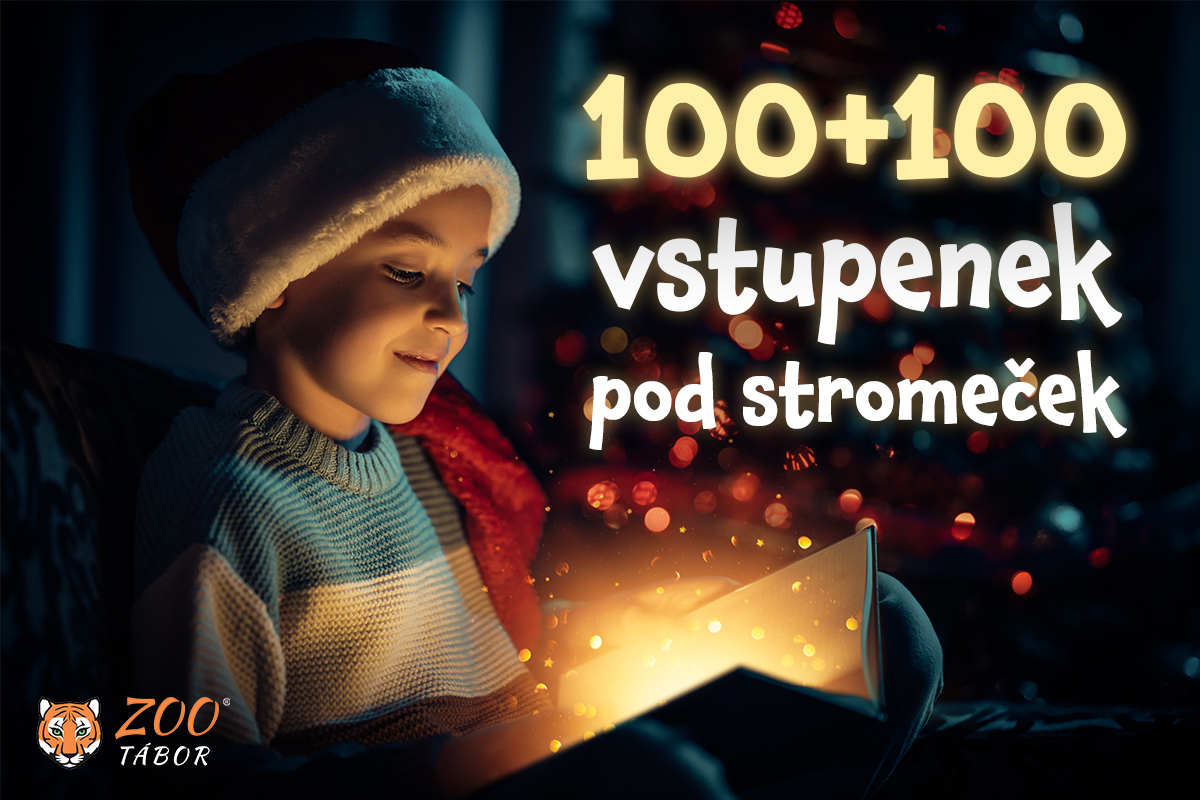 100+100
vstupenek
pod stromeček
ZOO®
TÁBOR